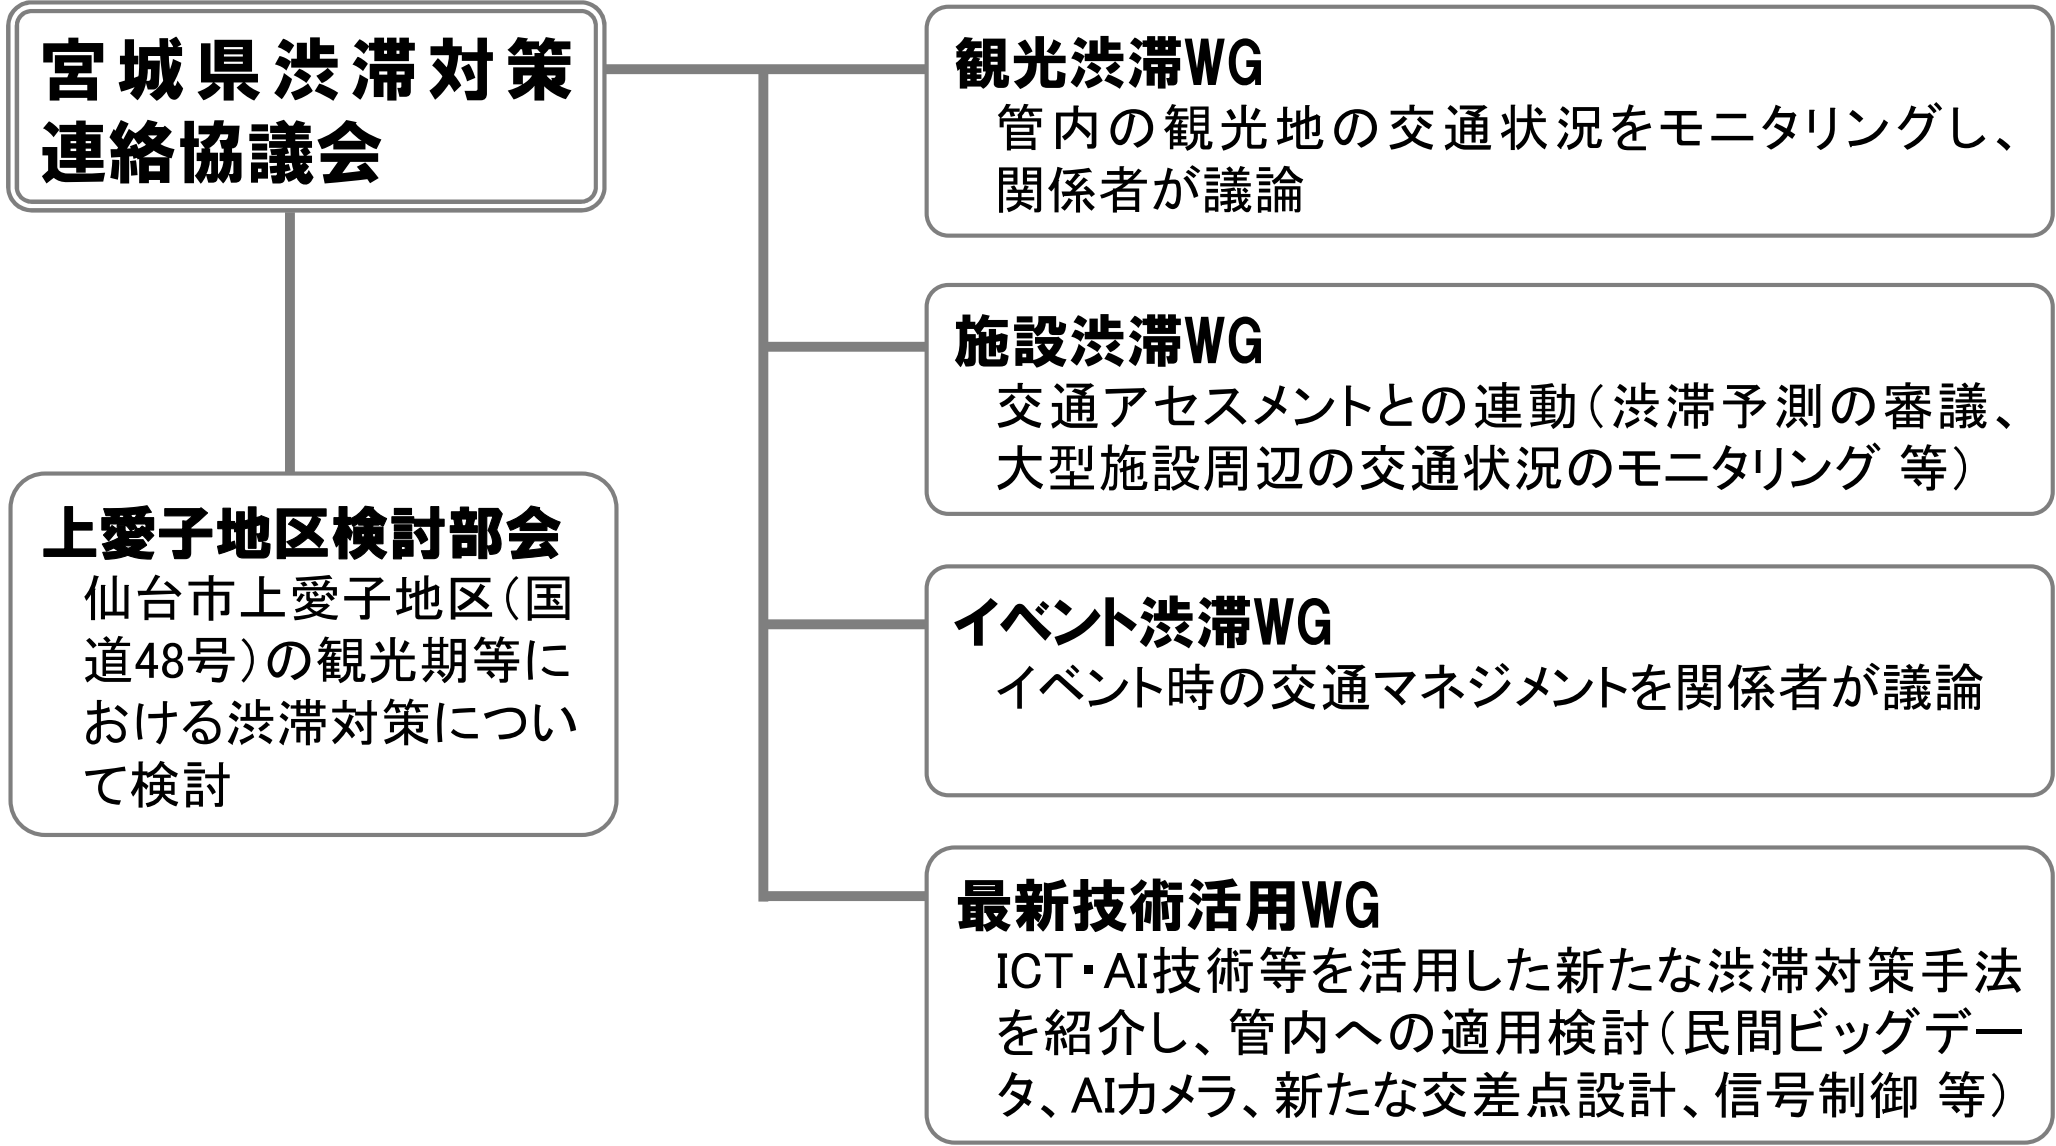 宮城県渋滞対策
連絡協議会
上愛子地区検討部会
仙台市上愛子地区（国
道48号）の観光期等に
おける渋滞対策につい
て検討
観光渋滞WG
管内の観光地の交通状況をモニタリングし、
関係者が議論
施設渋滞WG
交通アセスメントとの連動（渋滞予測の審議、
大型施設周辺の交通状況のモニタリング 等）
イベント渋滞WG
イベント時の交通マネジメントを関係者が議論
最新技術活用WG
ICT・AI技術等を活用した新たな渋滞対策手法
を紹介し、管内への適用検討（民間ビッグデー
タ、AIカメラ、新たな交差点設計、信号制御 等）